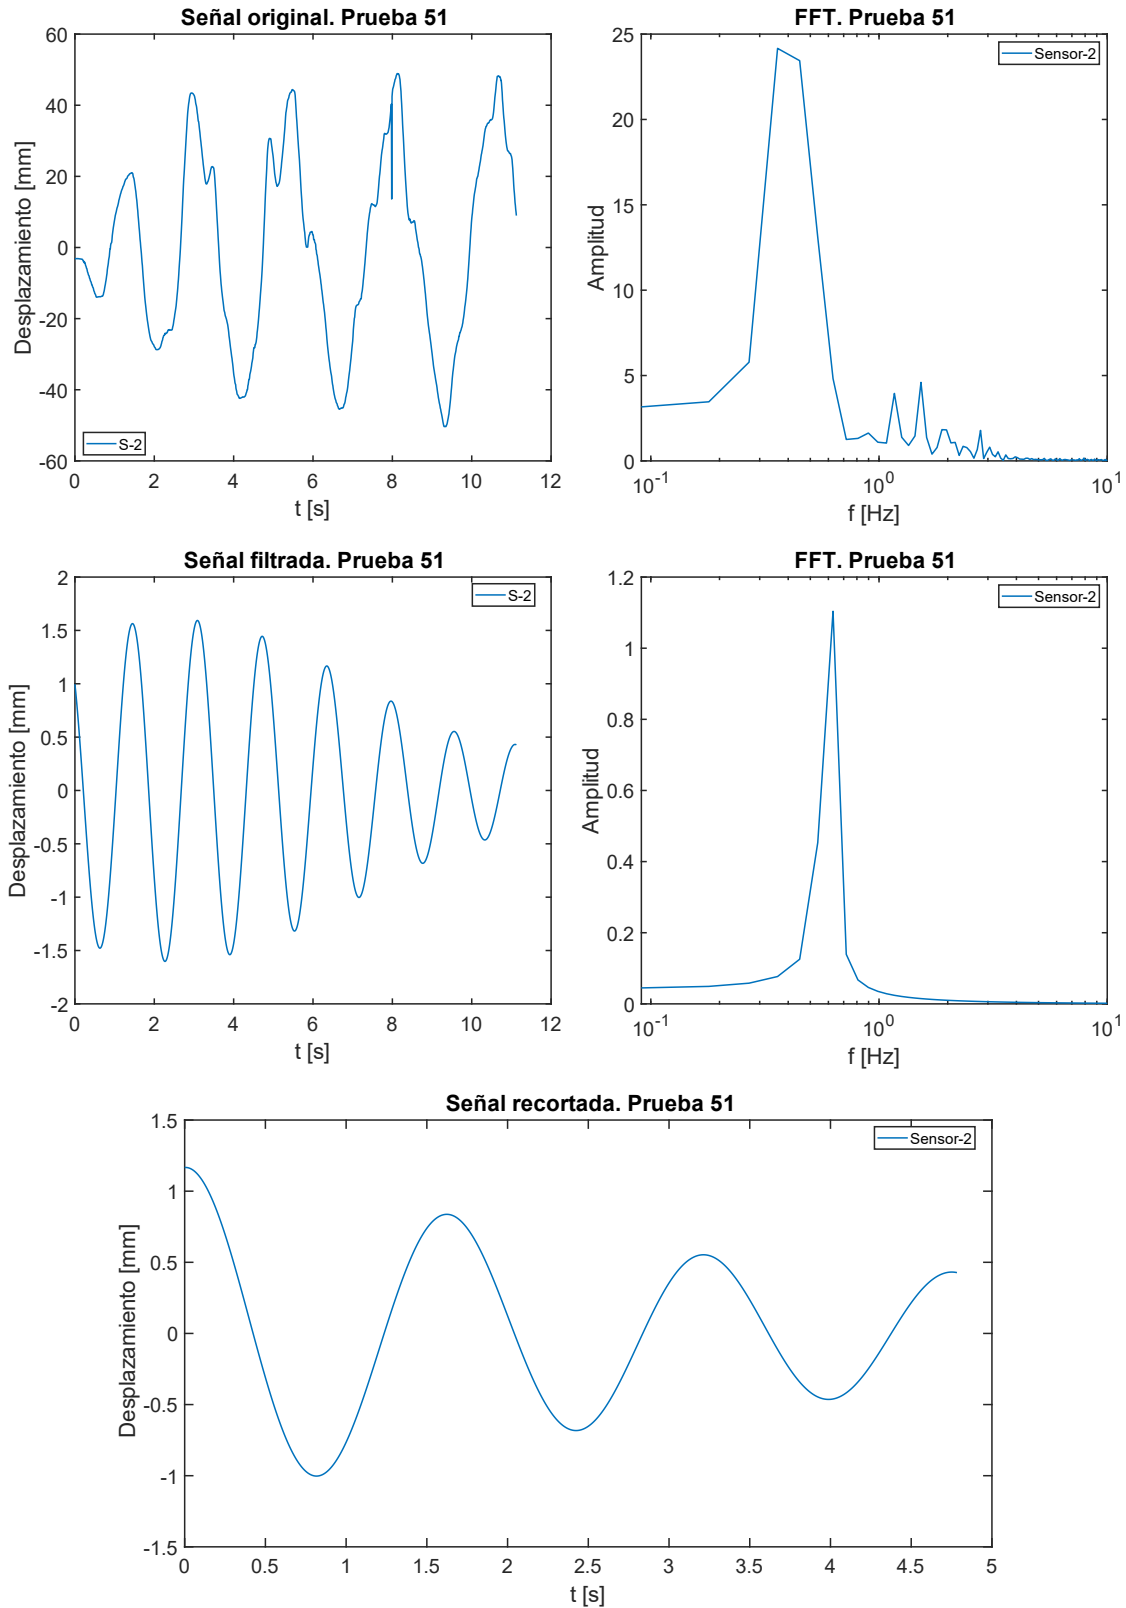 Señal original. Prueba 51
60
40
20
0
-20
-40
-60
Desplazamiento [mm]
S-2
0 2 4 6 8 10 12
t [s]
FFT. Prueba 51
25
20
15
10
5
0
Amplitud
Sensor-2
10^-1 10^0 10^1
f [Hz]
Señal filtrada. Prueba 51
2
1.5
1
0.5
0
-0.5
-1
-1.5
-2
Desplazamiento [mm]
S-2
0 2 4 6 8 10 12
t [s]
FFT. Prueba 51
1.2
1
0.8
0.6
0.4
0.2
0
Amplitud
Sensor-2
10^-1 10^0 10^1
f [Hz]
Señal recortada. Prueba 51
1.5
1
0.5
0
-0.5
-1
-1.5
Desplazamiento [mm]
Sensor-2
0 0.5 1 1.5 2 2.5 3 3.5 4 4.5 5
t [s]